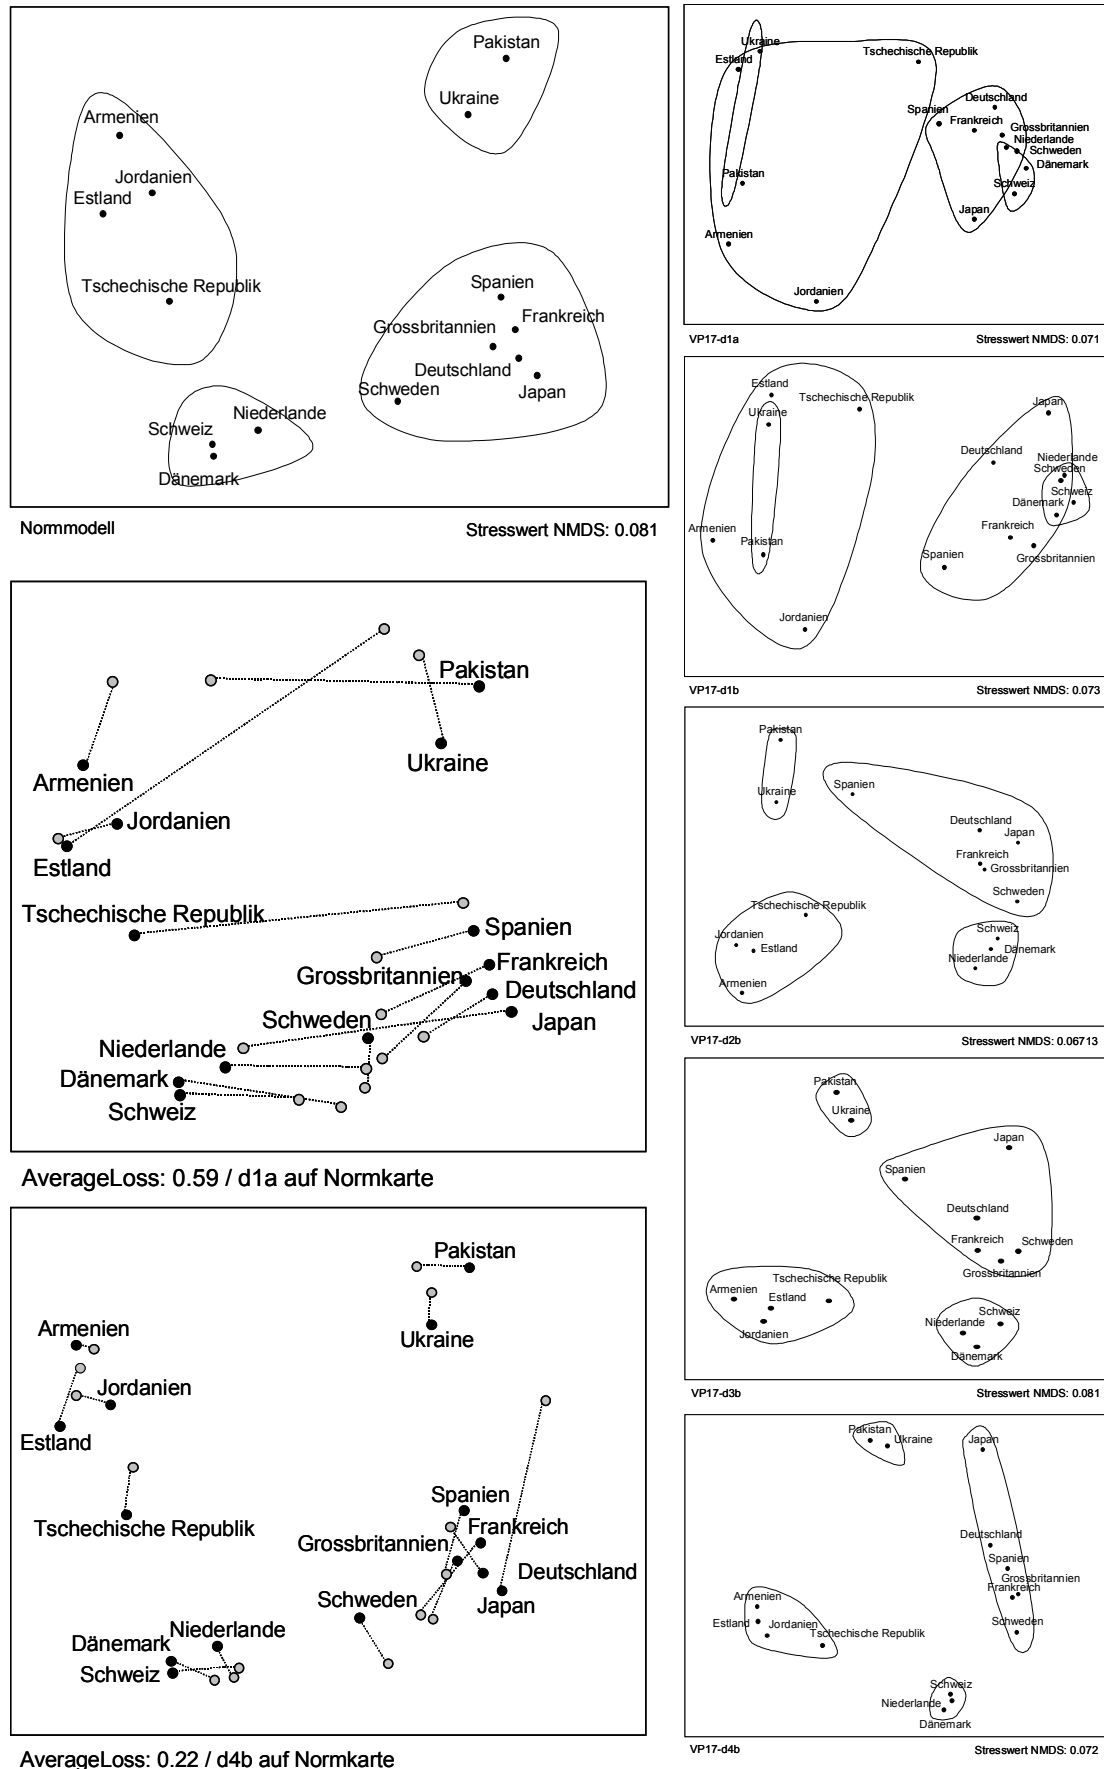 Pakistan
Ukraine
Armenien
Jordanien
Estland
Tschechische Republik
Spanien
Frankreich
Grossbritannien
Deutschland
Japan
Schweden
Niederlande
Schweiz
Dänemark
Normmodell
Stresswert NMDS: 0.081
Pakistan
Ukraine
Armenien
Jordanien
Estland
Tschechische Republik
Spanien
Frankreich
Grossbritannien
Deutschland
Schweden
Japan
Niederlande
Dänemark
Schweiz
AverageLoss: 0.59 / d1a auf Normkarte
Pakistan
Ukraine
Armenien
Jordanien
Estland
Tschechische Republik
Spanien
Frankreich
Grossbritannien
Deutschland
Schweden
Japan
Niederlande
Dänemark
Schweiz
AverageLoss: 0.22 / d4b auf Normkarte
Ukraine
Estland
Tschechische Republik
Deutschland
Spanien
Frankreich
Grossbritannien
Niederlande
Schweden
Dänemark
Schweiz
Pakistan
Japan
Armenien
Jordanien
VP17-d1a
Stresswert NMDS: 0.071
Estland
Tschechische Republik
Ukraine
Japan
Deutschland
Niederlande
Schweden
Schweiz
Dänemark
Armenien
Pakistan
Frankreich
Spanien
Grossbritannien
Jordanien
VP17-d1b
Stresswert NMDS: 0.073
Pakistan
Ukraine
Spanien
Deutschland
Japan
Frankreich
Grossbritannien
Schweden
Tschechische Republik
Jordanien
Estland
Schweiz
Dänemark
Niederlande
Armenien
VP17-d2b
Stresswert NMDS: 0.06713
Pakistan
Ukraine
Japan
Spanien
Deutschland
Frankreich
Schweden
Grossbritannien
Armenien
Tschechische Republik
Estland
Jordanien
Schweiz
Niederlande
Dänemark
VP17-d3b
Stresswert NMDS: 0.081
Pakistan
Ukraine
Japan
Deutschland
Spanien
Grossbritannien
Frankreich
Schweden
Armenien
Estland
Jordanien
Tschechische Republik
Schweiz
Niederlande
Dänemark
VP17-d4b
Stresswert NMDS: 0.072